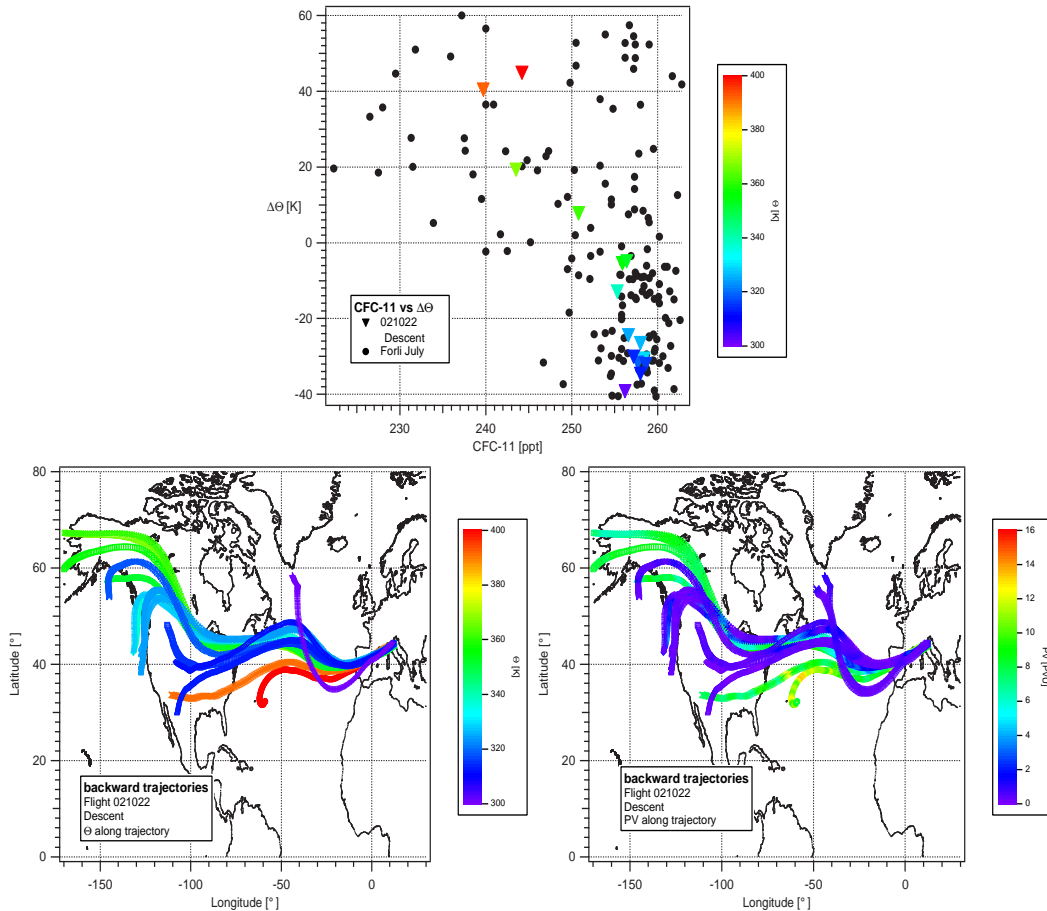 60
40
20
0
-20
-40
ΔΘ [K]
230
240
250
260
CFC-11 [ppt]
CFC-11 vs ΔΘ
021022
Descent
Forli July
400
380
360
340
320
300
Θ [K]
80
60
40
20
0
Latitude [°]
-150
-100
-50
0
Longitude [°]
backward trajectories
Flight 021022
Descent
Θ along trajectory
400
380
360
340
320
300
Θ [K]
80
60
40
20
0
Latitude [°]
-150
-100
-50
0
Longitude [°]
backward trajectories
Flight 021022
Descent
PV along trajectory
16
14
12
10
8
6
4
2
0